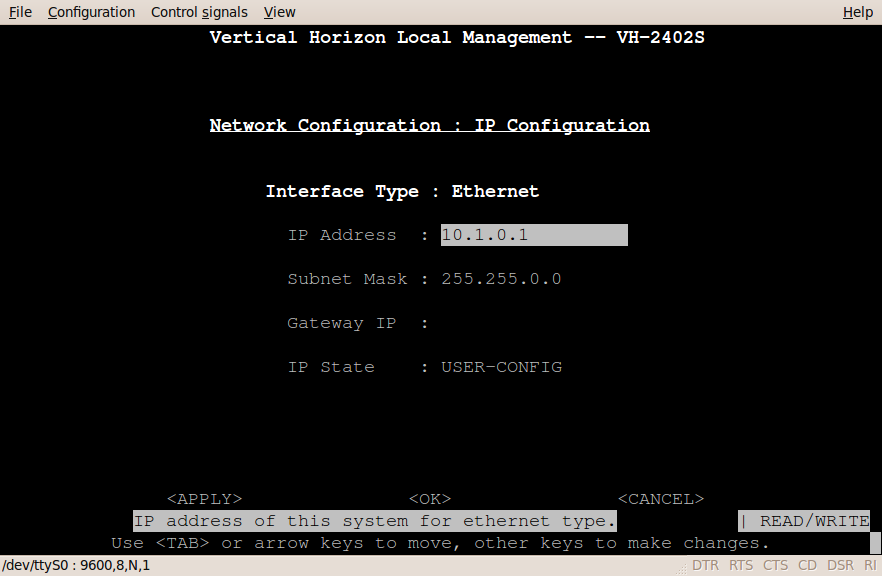 File Configuration Control signals View Help
Vertical Horizon Local Management -- VH-2402S
Network Configuration : IP Configuration
Interface Type : Ethernet
IP Address : 10.1.0.1
Subnet Mask : 255.255.0.0
Gateway IP :
IP State : USER-CONFIG
<APPLY> <OK> <CANCEL>
IP address of this system for ethernet type. | READ/WRITE
Use <TAB> or arrow keys to move, other keys to make changes.
/dev/ttyS0 : 9600,8,N,1 DTR RTS CTS CD DSR RI